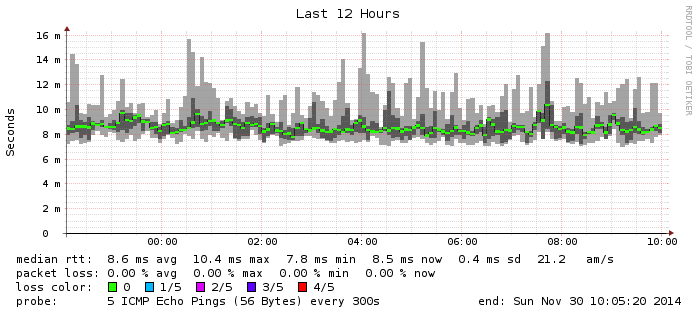 Last 12 Hours
RRDTOOL / TOBI OETIKER
Seconds
16 m
14 m
12 m
10 m
8 m
6 m
4 m
2 m
0
00:00 02:00 04:00 06:00 08:00 10:00
median rtt: 8.6 ms avg 10.4 ms max 7.8 ms min 8.5 ms now 0.4 ms sd 21.2 am/s
packet loss: 0.00 % avg 0.00 % max 0.00 % min 0.00 % now
loss color: 0 1/5 2/5 3/5 4/5
probe: 5 ICMP Echo Pings (56 Bytes) every 300s end: Sun Nov 30 10:05:20 2014